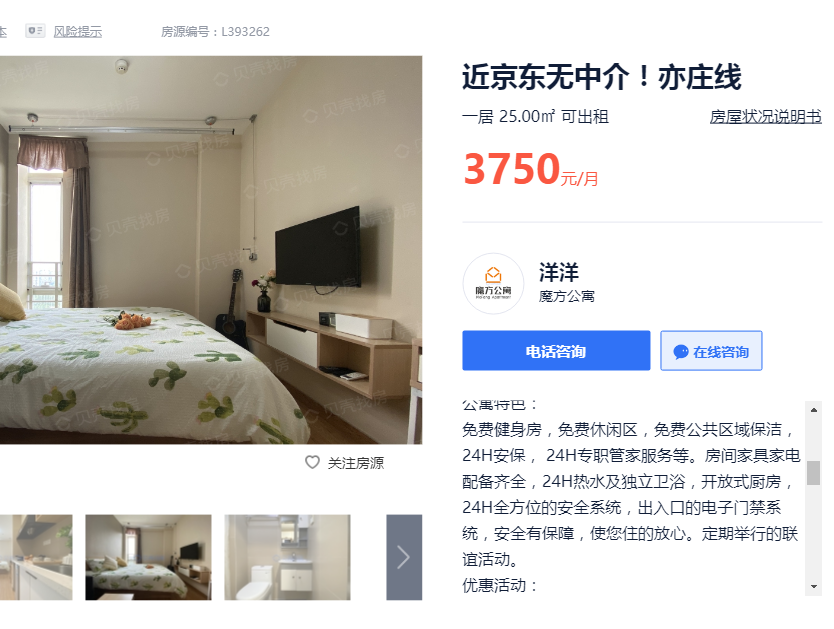 本
风险提示
房源编号：L393262
近京东无中介！亦庄线
一居 25.00㎡ 可出租
房屋状况说明书
3750元/月
魔方公寓
洋洋
魔方公寓
电话咨询
在线咨询
公寓特色：
免费健身房，免费休闲区，免费公共区域保洁，
24H安保， 24H专职管家服务等。房间家具家电
配备齐全，24H热水及独立卫浴，开放式厨房，
24H全方位的安全系统，出入口的电子门禁系
统，安全有保障，使您住的放心。定期举行的联
谊活动。
优惠活动：
贝壳找房
关注房源